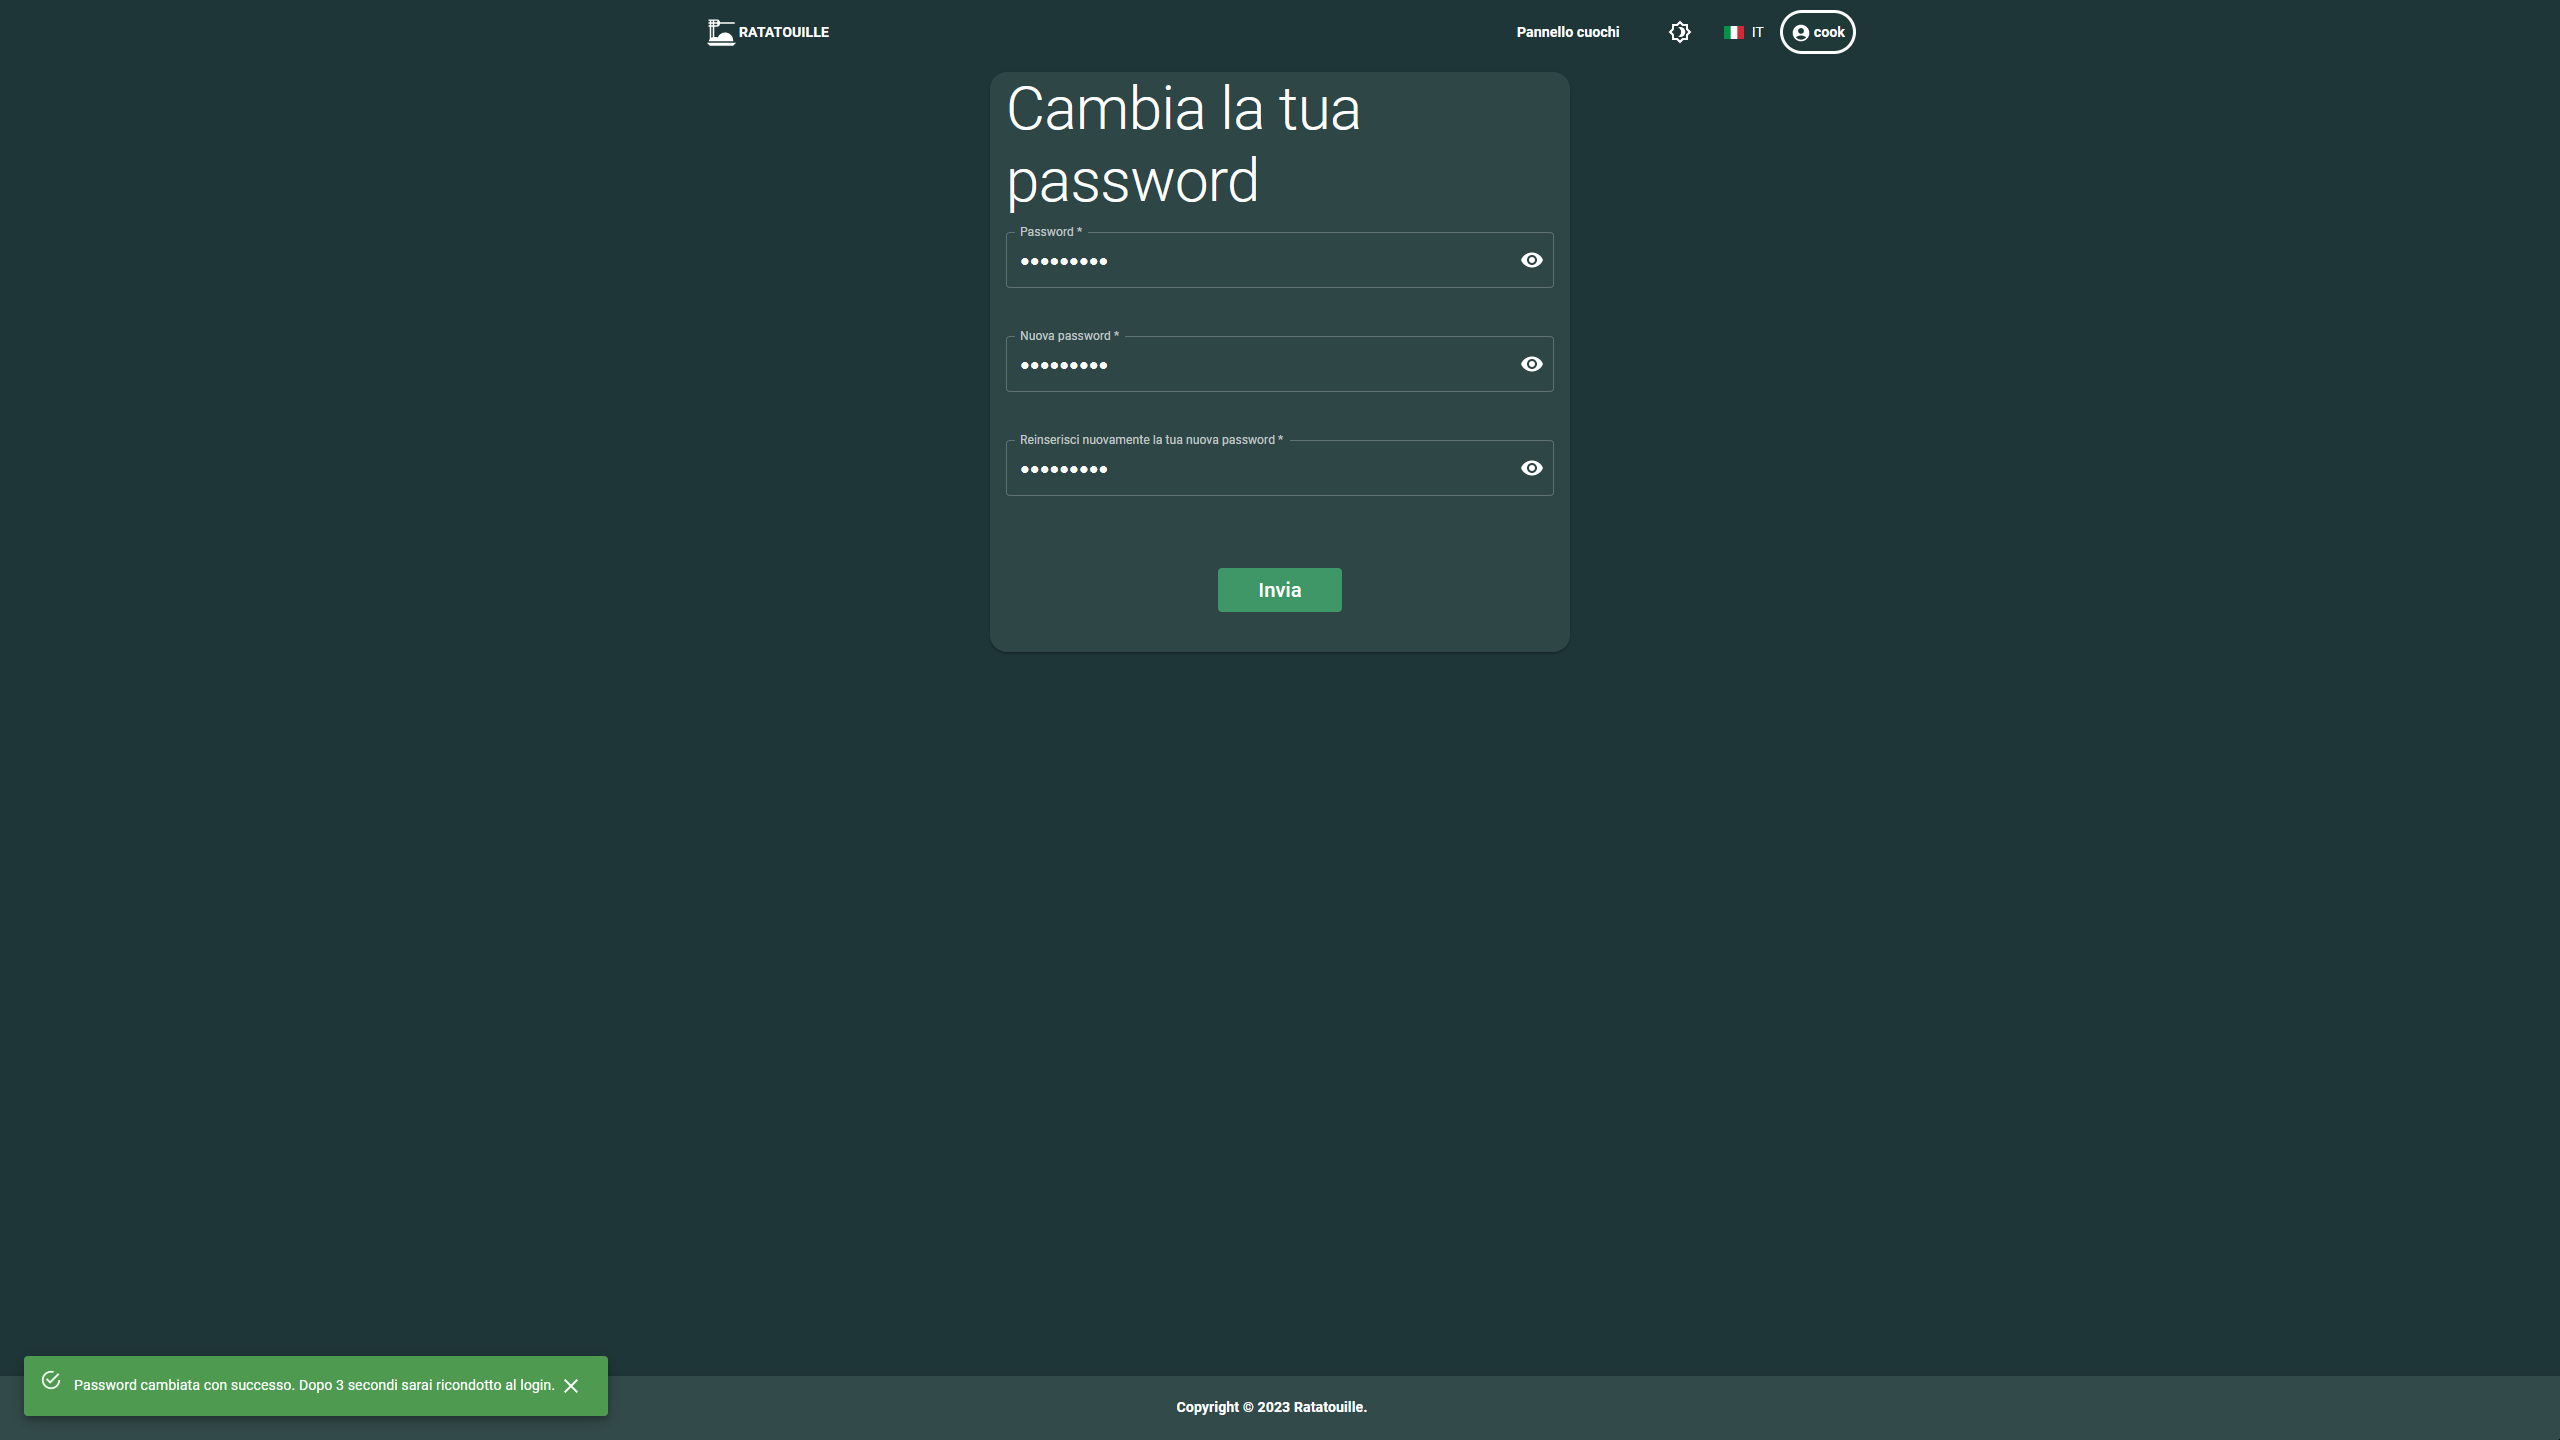 RATATOUILLE
Pannello cuochi
IT
cook
Cambia la tua
password
Password *
•••••••••
Nuova password *
•••••••••
Reinserisci nuovamente la tua nuova password *
•••••••••
Invia
Password cambiata con successo. Dopo 3 secondi sarai ricondotto al login.
Copyright © 2023 Ratatouille.